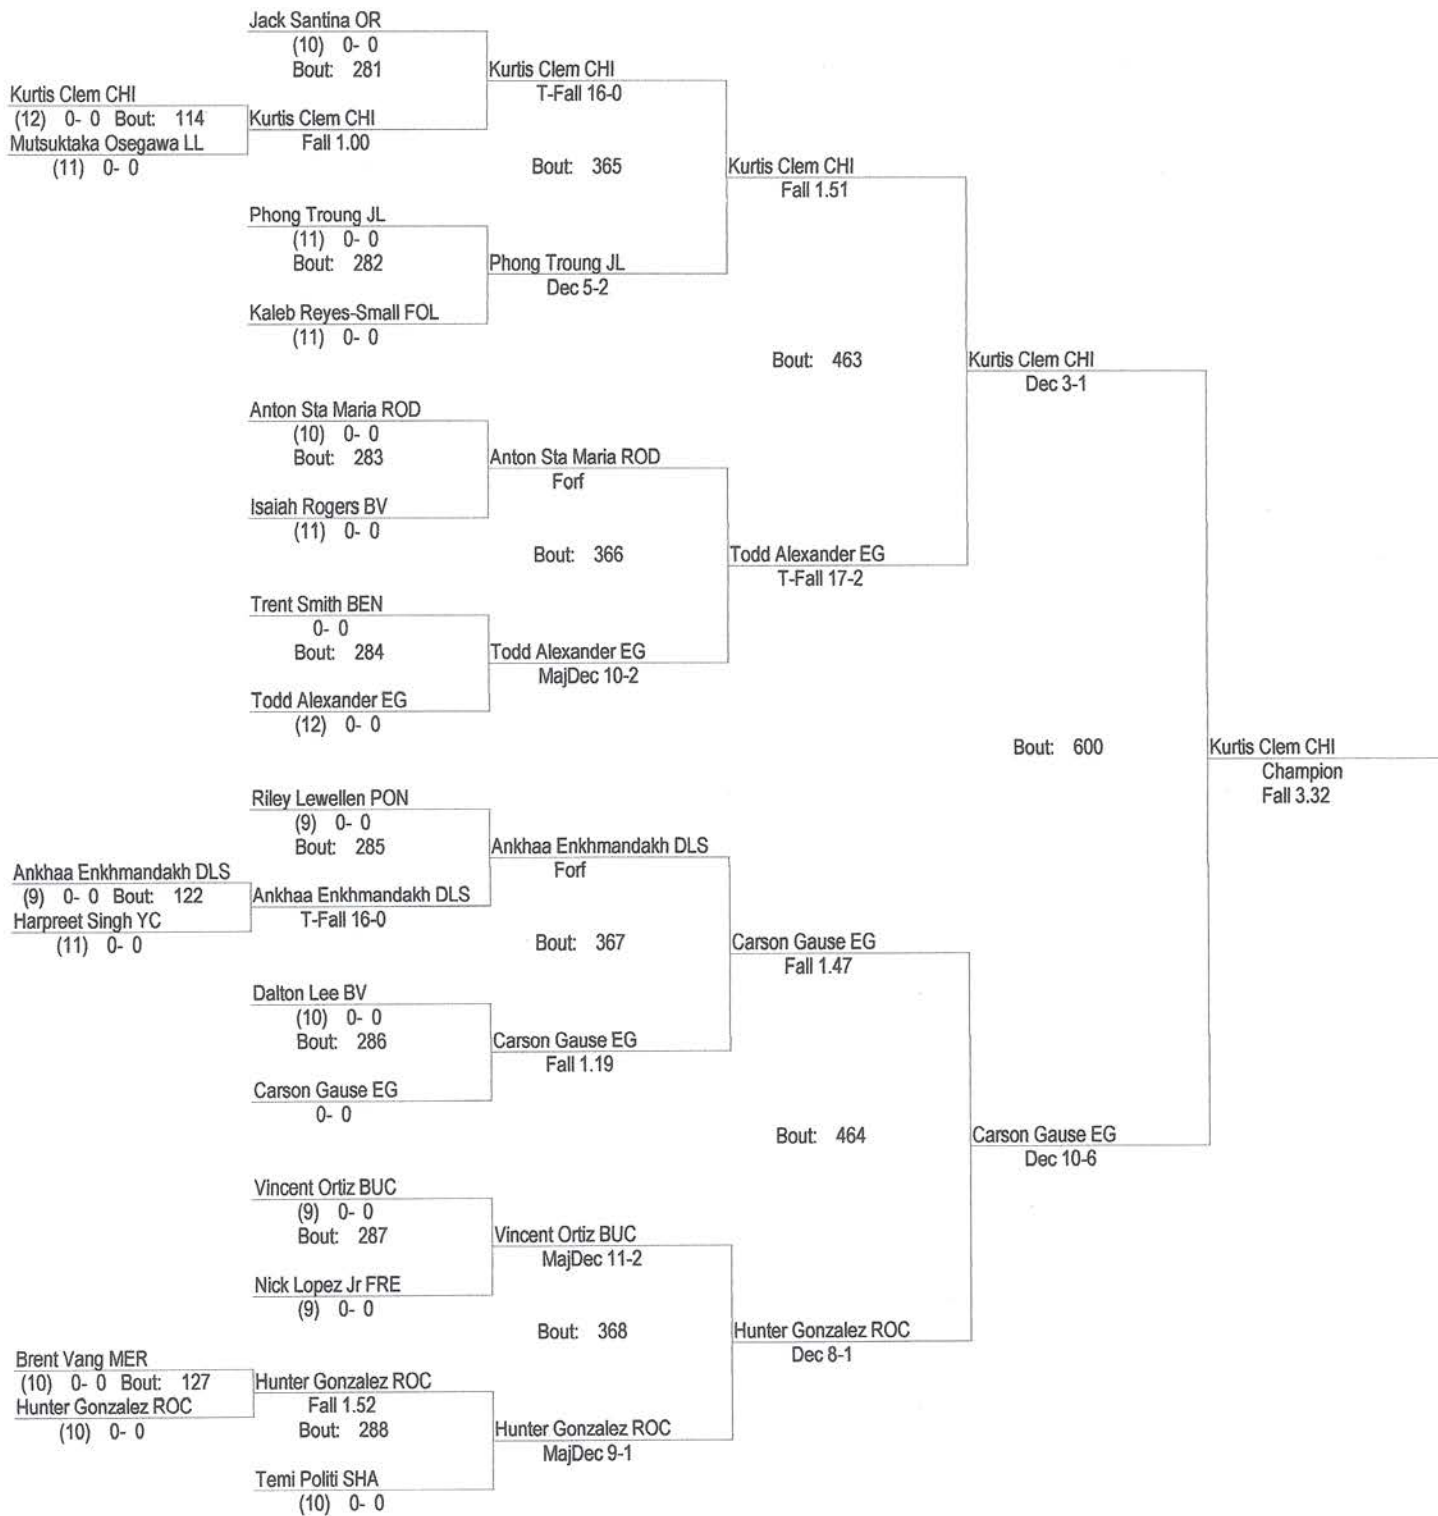 Jack Santina OR
(10) 0- 0
Bout: 281
Kurtis Clem CHI
T-Fall 16-0
Kurtis Clem CHI
(12) 0- 0 Bout: 114
Mutsuktaka Osegawa LL
(11) 0- 0
Kurtis Clem CHI
Fall 1.00
Bout: 365
Kurtis Clem CHI
Fall 1.51
Phong Troung JL
(11) 0- 0
Bout: 282
Phong Troung JL
Dec 5-2
Kaleb Reyes-Small FOL
(11) 0- 0
Bout: 463
Kurtis Clem CHI
Dec 3-1
Anton Sta Maria ROD
(10) 0- 0
Bout: 283
Anton Sta Maria ROD
Forf
Isaiah Rogers BV
(11) 0- 0
Bout: 366
Todd Alexander EG
T-Fall 17-2
Trent Smith BEN
0- 0
Bout: 284
Todd Alexander EG
MajDec 10-2
Todd Alexander EG
(12) 0- 0
Bout: 600
Kurtis Clem CHI
Champion
Fall 3.32
Riley Lewellen PON
(9) 0- 0
Bout: 285
Ankhaa Enkhmandakh DLS
Forf
Ankhaa Enkhmandakh DLS
(9) 0- 0 Bout: 122
Harpreet Singh YC
(11) 0- 0
Ankhaa Enkhmandakh DLS
T-Fall 16-0
Bout: 367
Carson Gause EG
Fall 1.47
Dalton Lee BV
(10) 0- 0
Bout: 286
Carson Gause EG
Fall 1.19
Carson Gause EG
0- 0
Bout: 464
Carson Gause EG
Dec 10-6
Vincent Ortiz BUC
(9) 0- 0
Bout: 287
Vincent Ortiz BUC
MajDec 11-2
Nick Lopez Jr FRE
(9) 0- 0
Bout: 368
Hunter Gonzalez ROC
Dec 8-1
Brent Vang MER
(10) 0- 0 Bout: 127
Hunter Gonzalez ROC
(10) 0- 0
Hunter Gonzalez ROC
Fall 1.52
Bout: 288
Hunter Gonzalez ROC
MajDec 9-1
Temi Politi SHA
(10) 0- 0